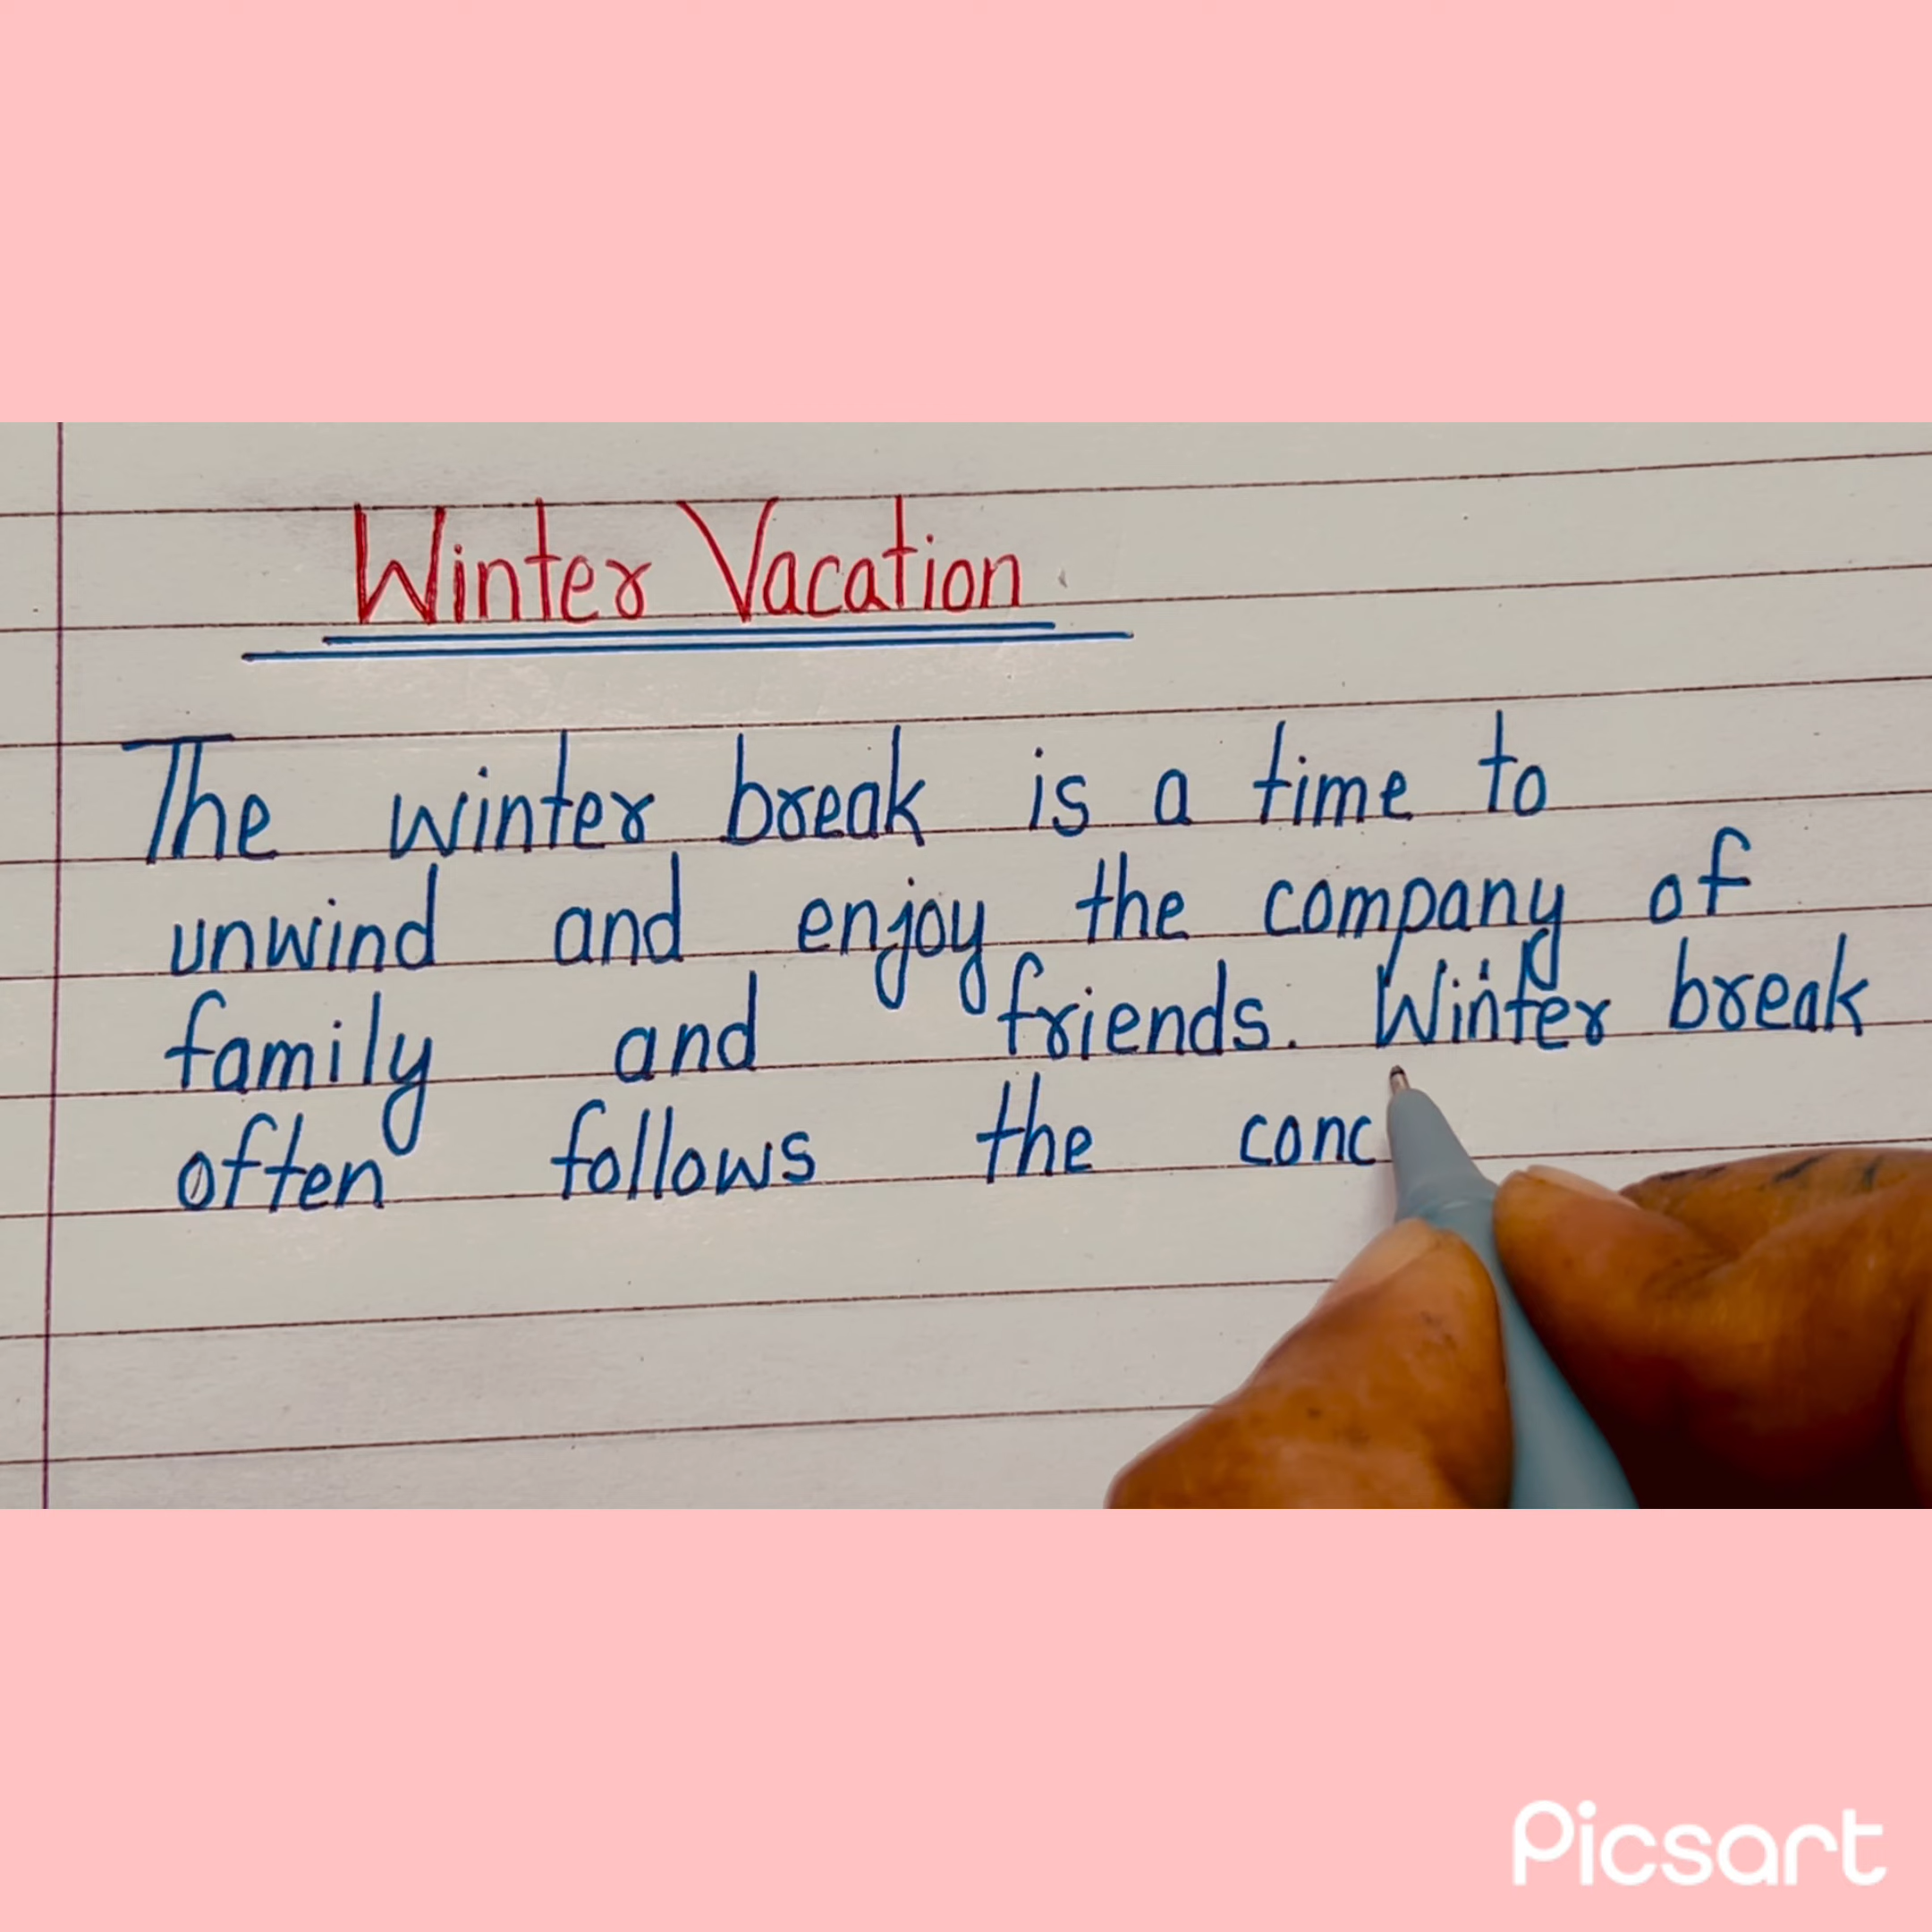 Winter Vacation
The winter break is a time to
unwind and enjoy the company of
family and friends. Winter break
often follows the conc
Picsart